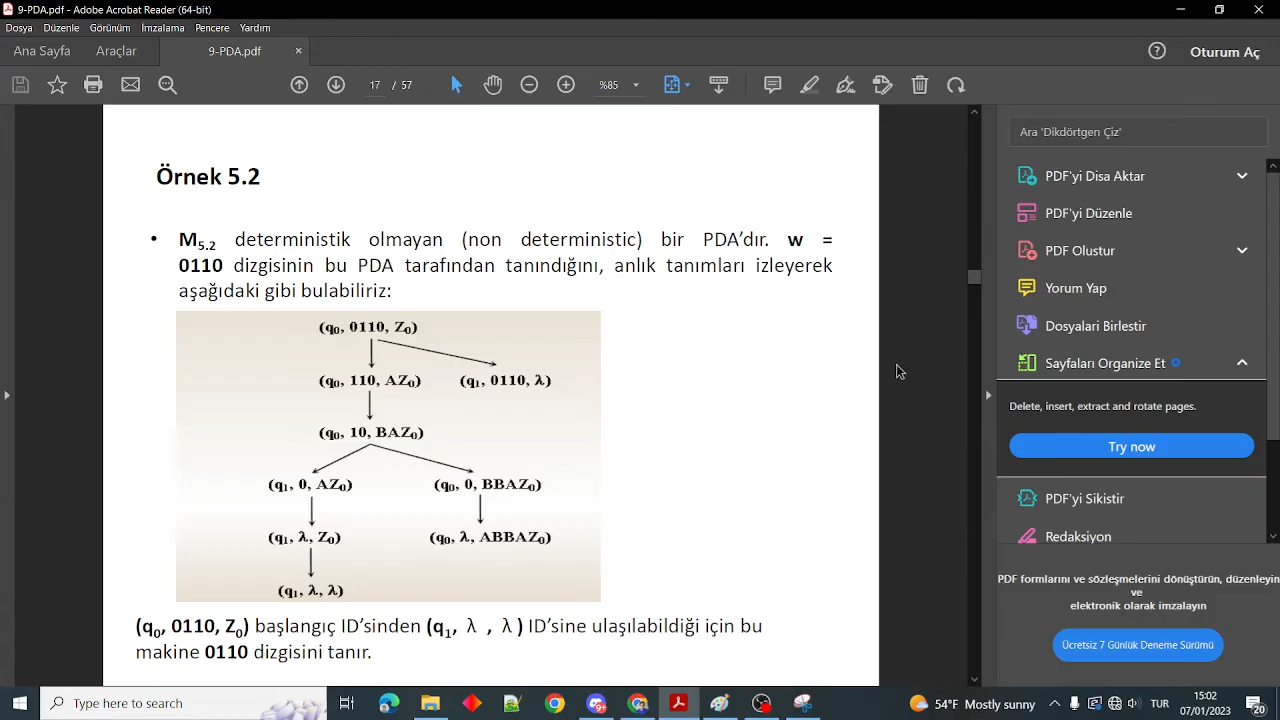 9-PDA.pdf - Adobe Acrobat Reader (64-bit)
Dosya Düzenle Görünüm İmzalama Pencere Yardım
Ana Sayfa Araçlar 9-PDA.pdf × ? Oturum Aç
17 / 57 %85
Örnek 5.2
Ara 'Dikdörtgen Çiz'
PDF'yi Disa Aktar
PDF'yi Düzenle
PDF Olustur
Yorum Yap
Dosyalari Birlestir
Sayfaları Organize Et
Delete, insert, extract and rotate pages.
Try now
PDF'yi Sikistir
Redaksiyon
PDF formlarını ve sözleşmelerini dönüştürün, düzenleyin
ve
elektronik olarak imzalayın
Ücretsiz 7 Günlük Deneme Sürümü
• M5.2 deterministik olmayan (non deterministic) bir PDA’dır. w =
0110 dizgisinin bu PDA tarafından tanındığını, anlık tanımları izleyerek
aşağıdaki gibi bulabiliriz:
(q0, 0110, Z0)
(q0, 110, AZ0) (q1, 0110, λ)
(q0, 10, BAZ0)
(q1, 0, AZ0) (q0, 0, BBAZ0)
(q1, λ, Z0) (q0, λ, ABBAZ0)
(q1, λ, λ)
(q0, 0110, Z0) başlangıç ID’sinden (q1, λ , λ ) ID’sine ulaşılabildiği için bu
makine 0110 dizgisini tanır.
Type here to search 54°F Mostly sunny TUR 15:02
07/01/2023 20